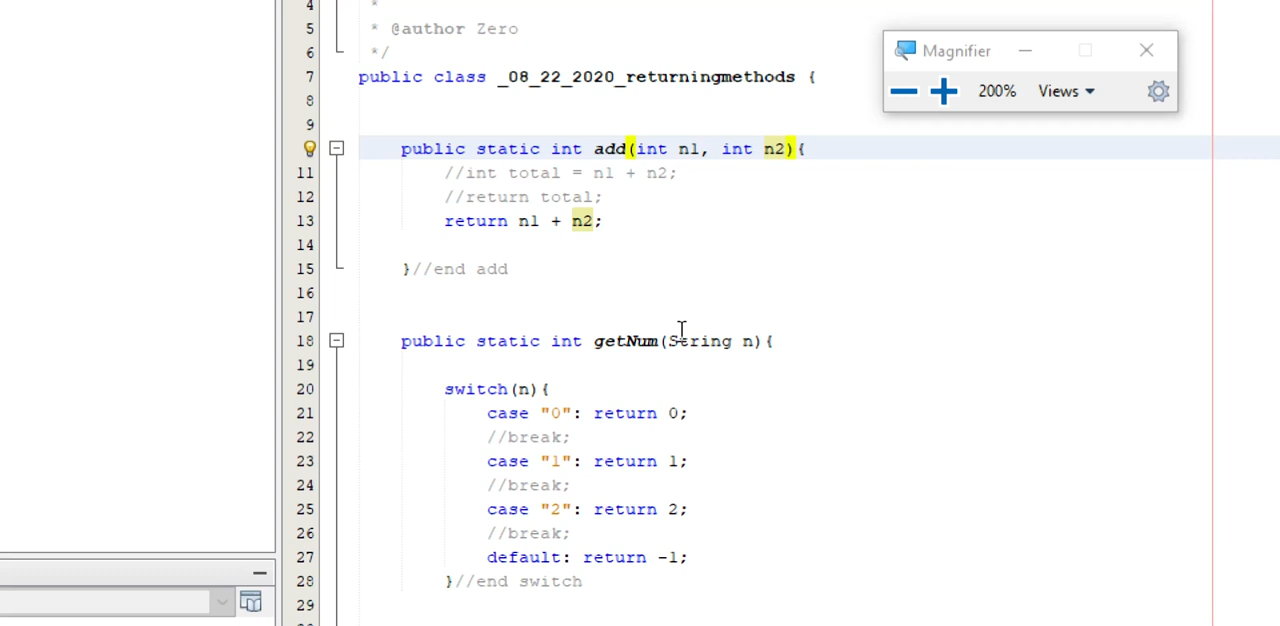 4 *
5 * @author Zero
6 */
7 public class _08_22_2020_returningmethods {
8
9
public static int add(int n1, int n2){
11 //int total = n1 + n2;
12 //return total;
13 return n1 + n2;
14
15 }//end add
16
17
18 public static int getNum(String n){
19
20 switch(n){
21 case "0": return 0;
22 //break;
23 case "1": return 1;
24 //break;
25 case "2": return 2;
26 //break;
27 default: return -1;
28 }//end switch
29
Magnifier
200% Views